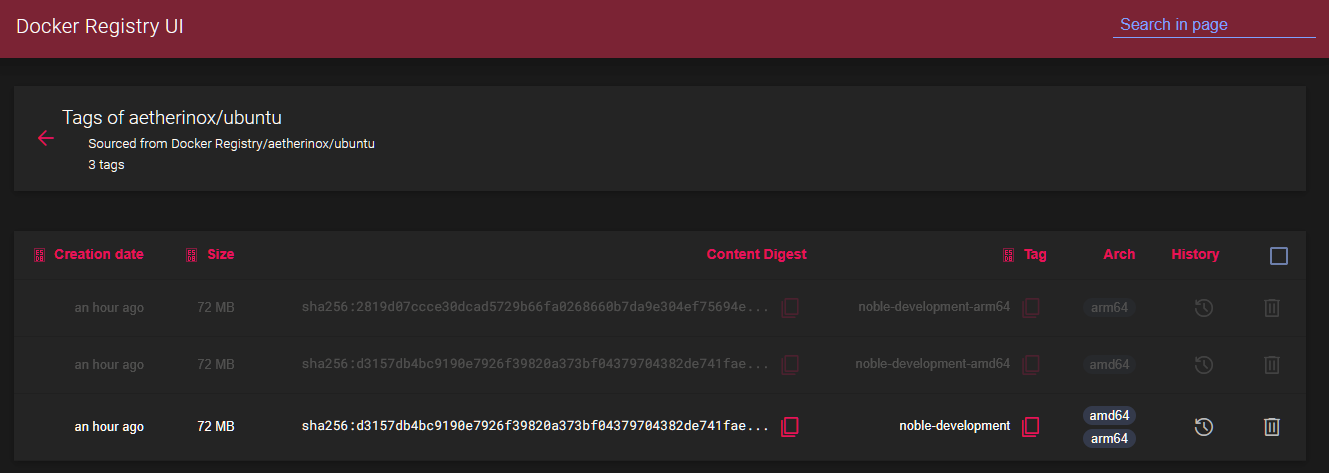 Docker Registry UI
Search in page
Tags of aetherinox/ubuntu
Sourced from Docker Registry/aetherinox/ubuntu
3 tags
Creation date Size Content Digest Tag Arch History
an hour ago 72 MB sha256:2819d07ccce30dcad5729b66fa0268660b7da9e304ef75694e... noble-development-arm64 arm64
an hour ago 72 MB sha256:d3157db4bc9190e7926f39820a373bf04379704382de741fae... noble-development-amd64 amd64
an hour ago 72 MB sha256:d3157db4bc9190e7926f39820a373bf04379704382de741fae... noble-development amd64
arm64